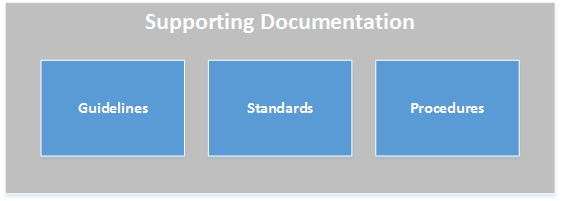 Supporting Documentation
Guidelines
Standards
Procedures